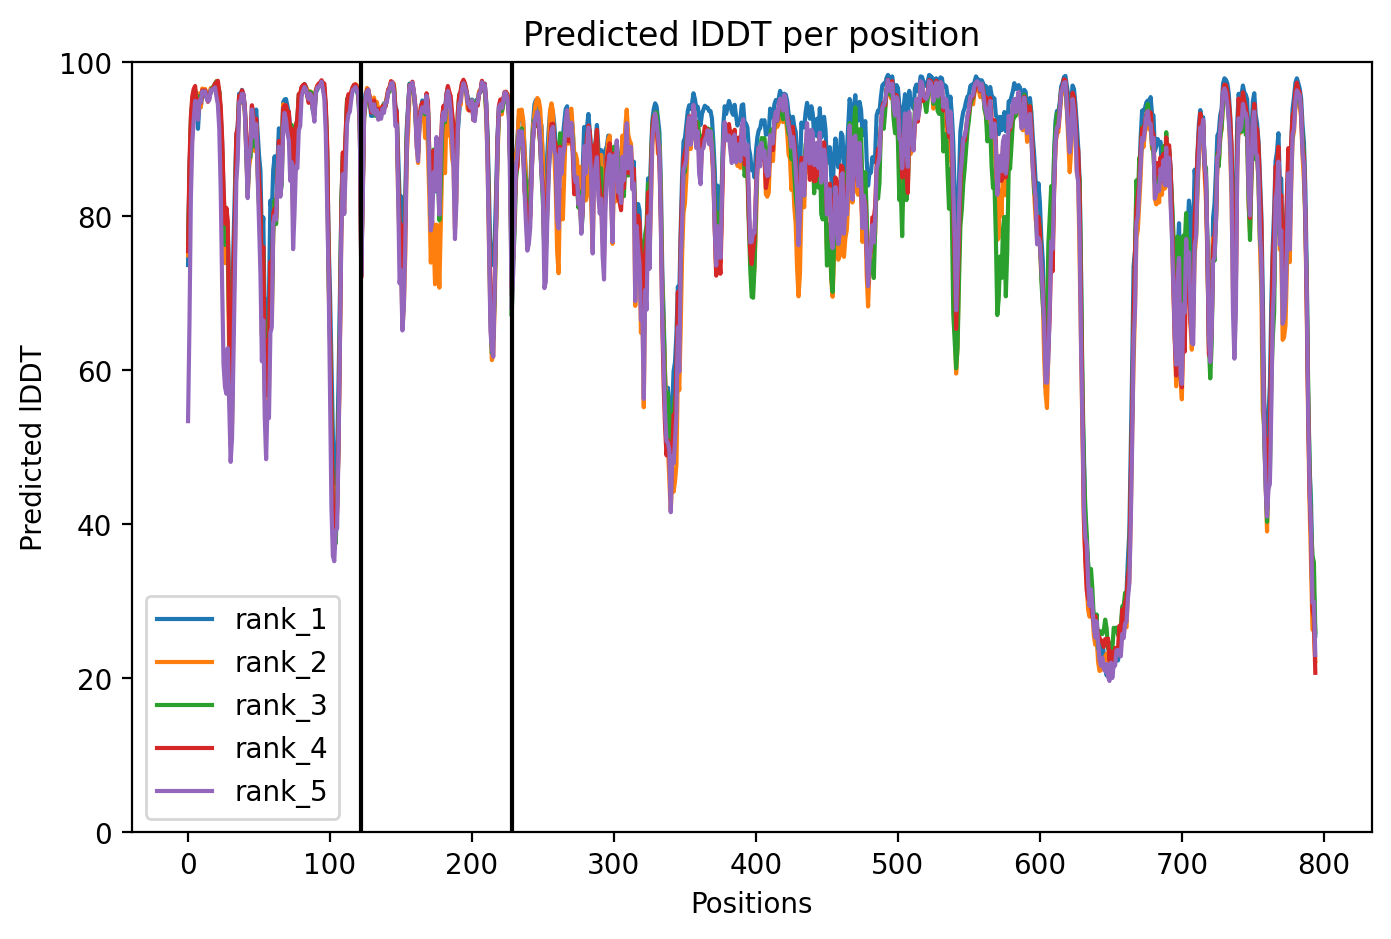 Predicted lDDT per position
100
80
60
40
20
0
Predicted lDDT
rank_1
rank_2
rank_3
rank_4
rank_5
0 100 200 300 400 500 600 700 800
Positions